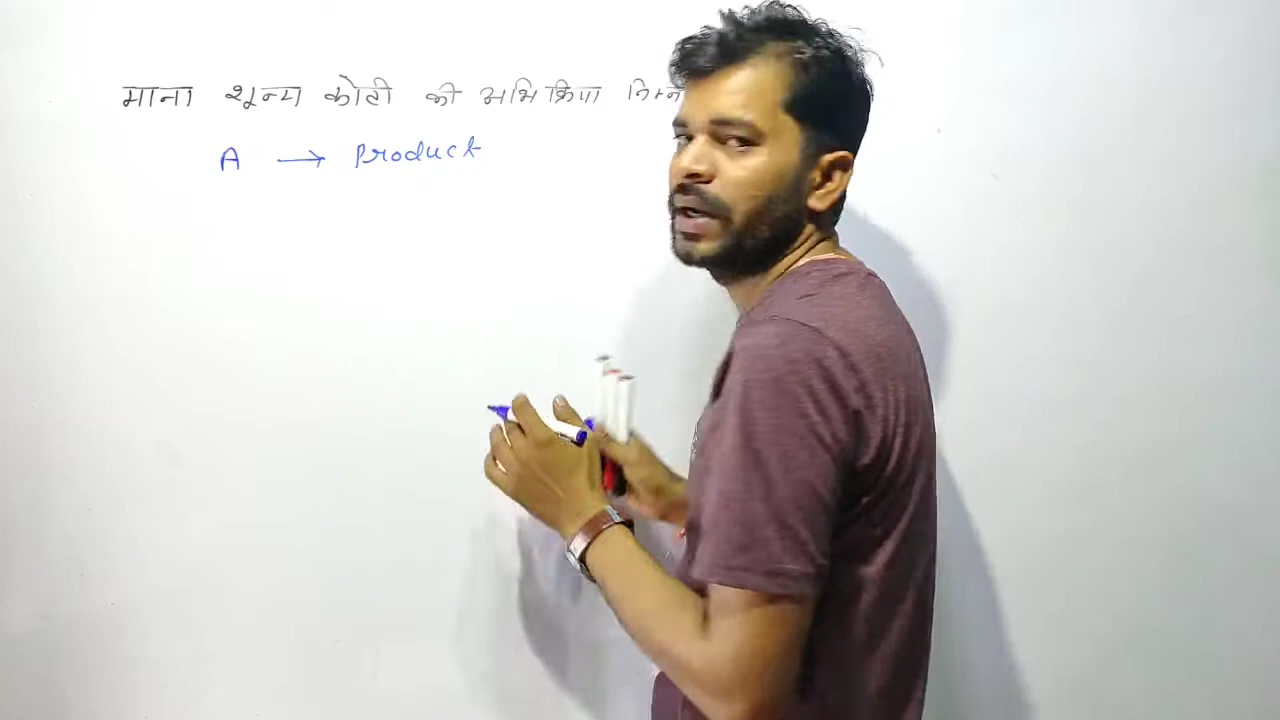 माना शून्य कोटी की अभिक्रिया निम्न
A → Product